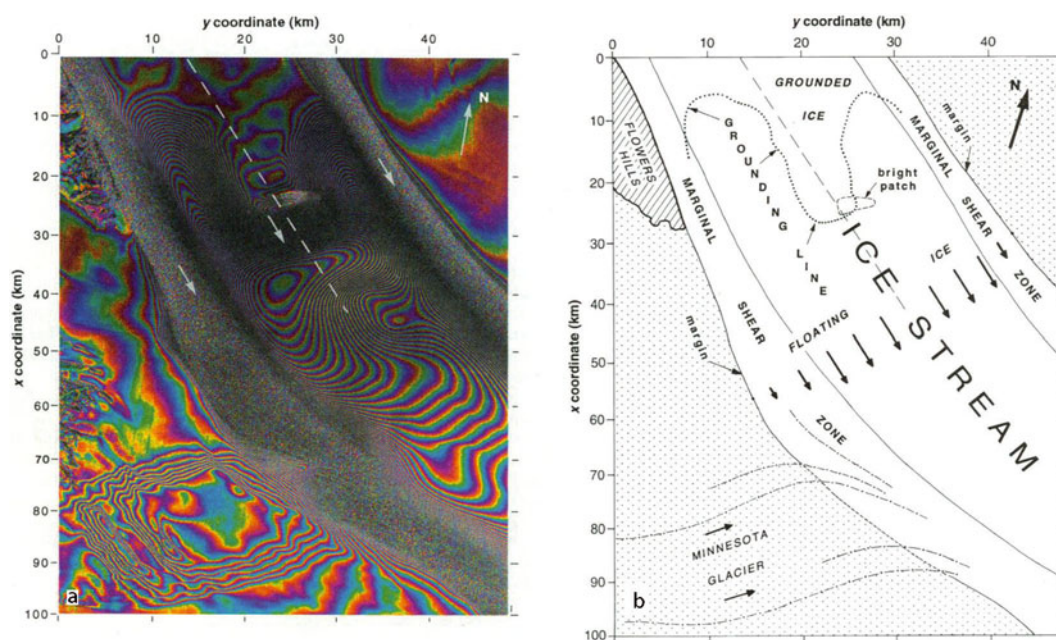 y coordinate (km)
0 10 20 30 40
x coordinate (km)
0
10
20
30
40
50
60
70
80
90
100
N
a
y coordinate (km)
0 10 20 30 40
x coordinate (km)
0
10
20
30
40
50
60
70
80
90
100
GROUNDED
ICE
N
FLOWERS
HILLS
GROUNDING LINE
margin
MARGINAL
SHEAR
ZONE
bright
patch
MARGINAL
SHEAR
ZONE
margin
FLOATING
ICE
ICE STREAM
MINNESOTA
GLACIER
b